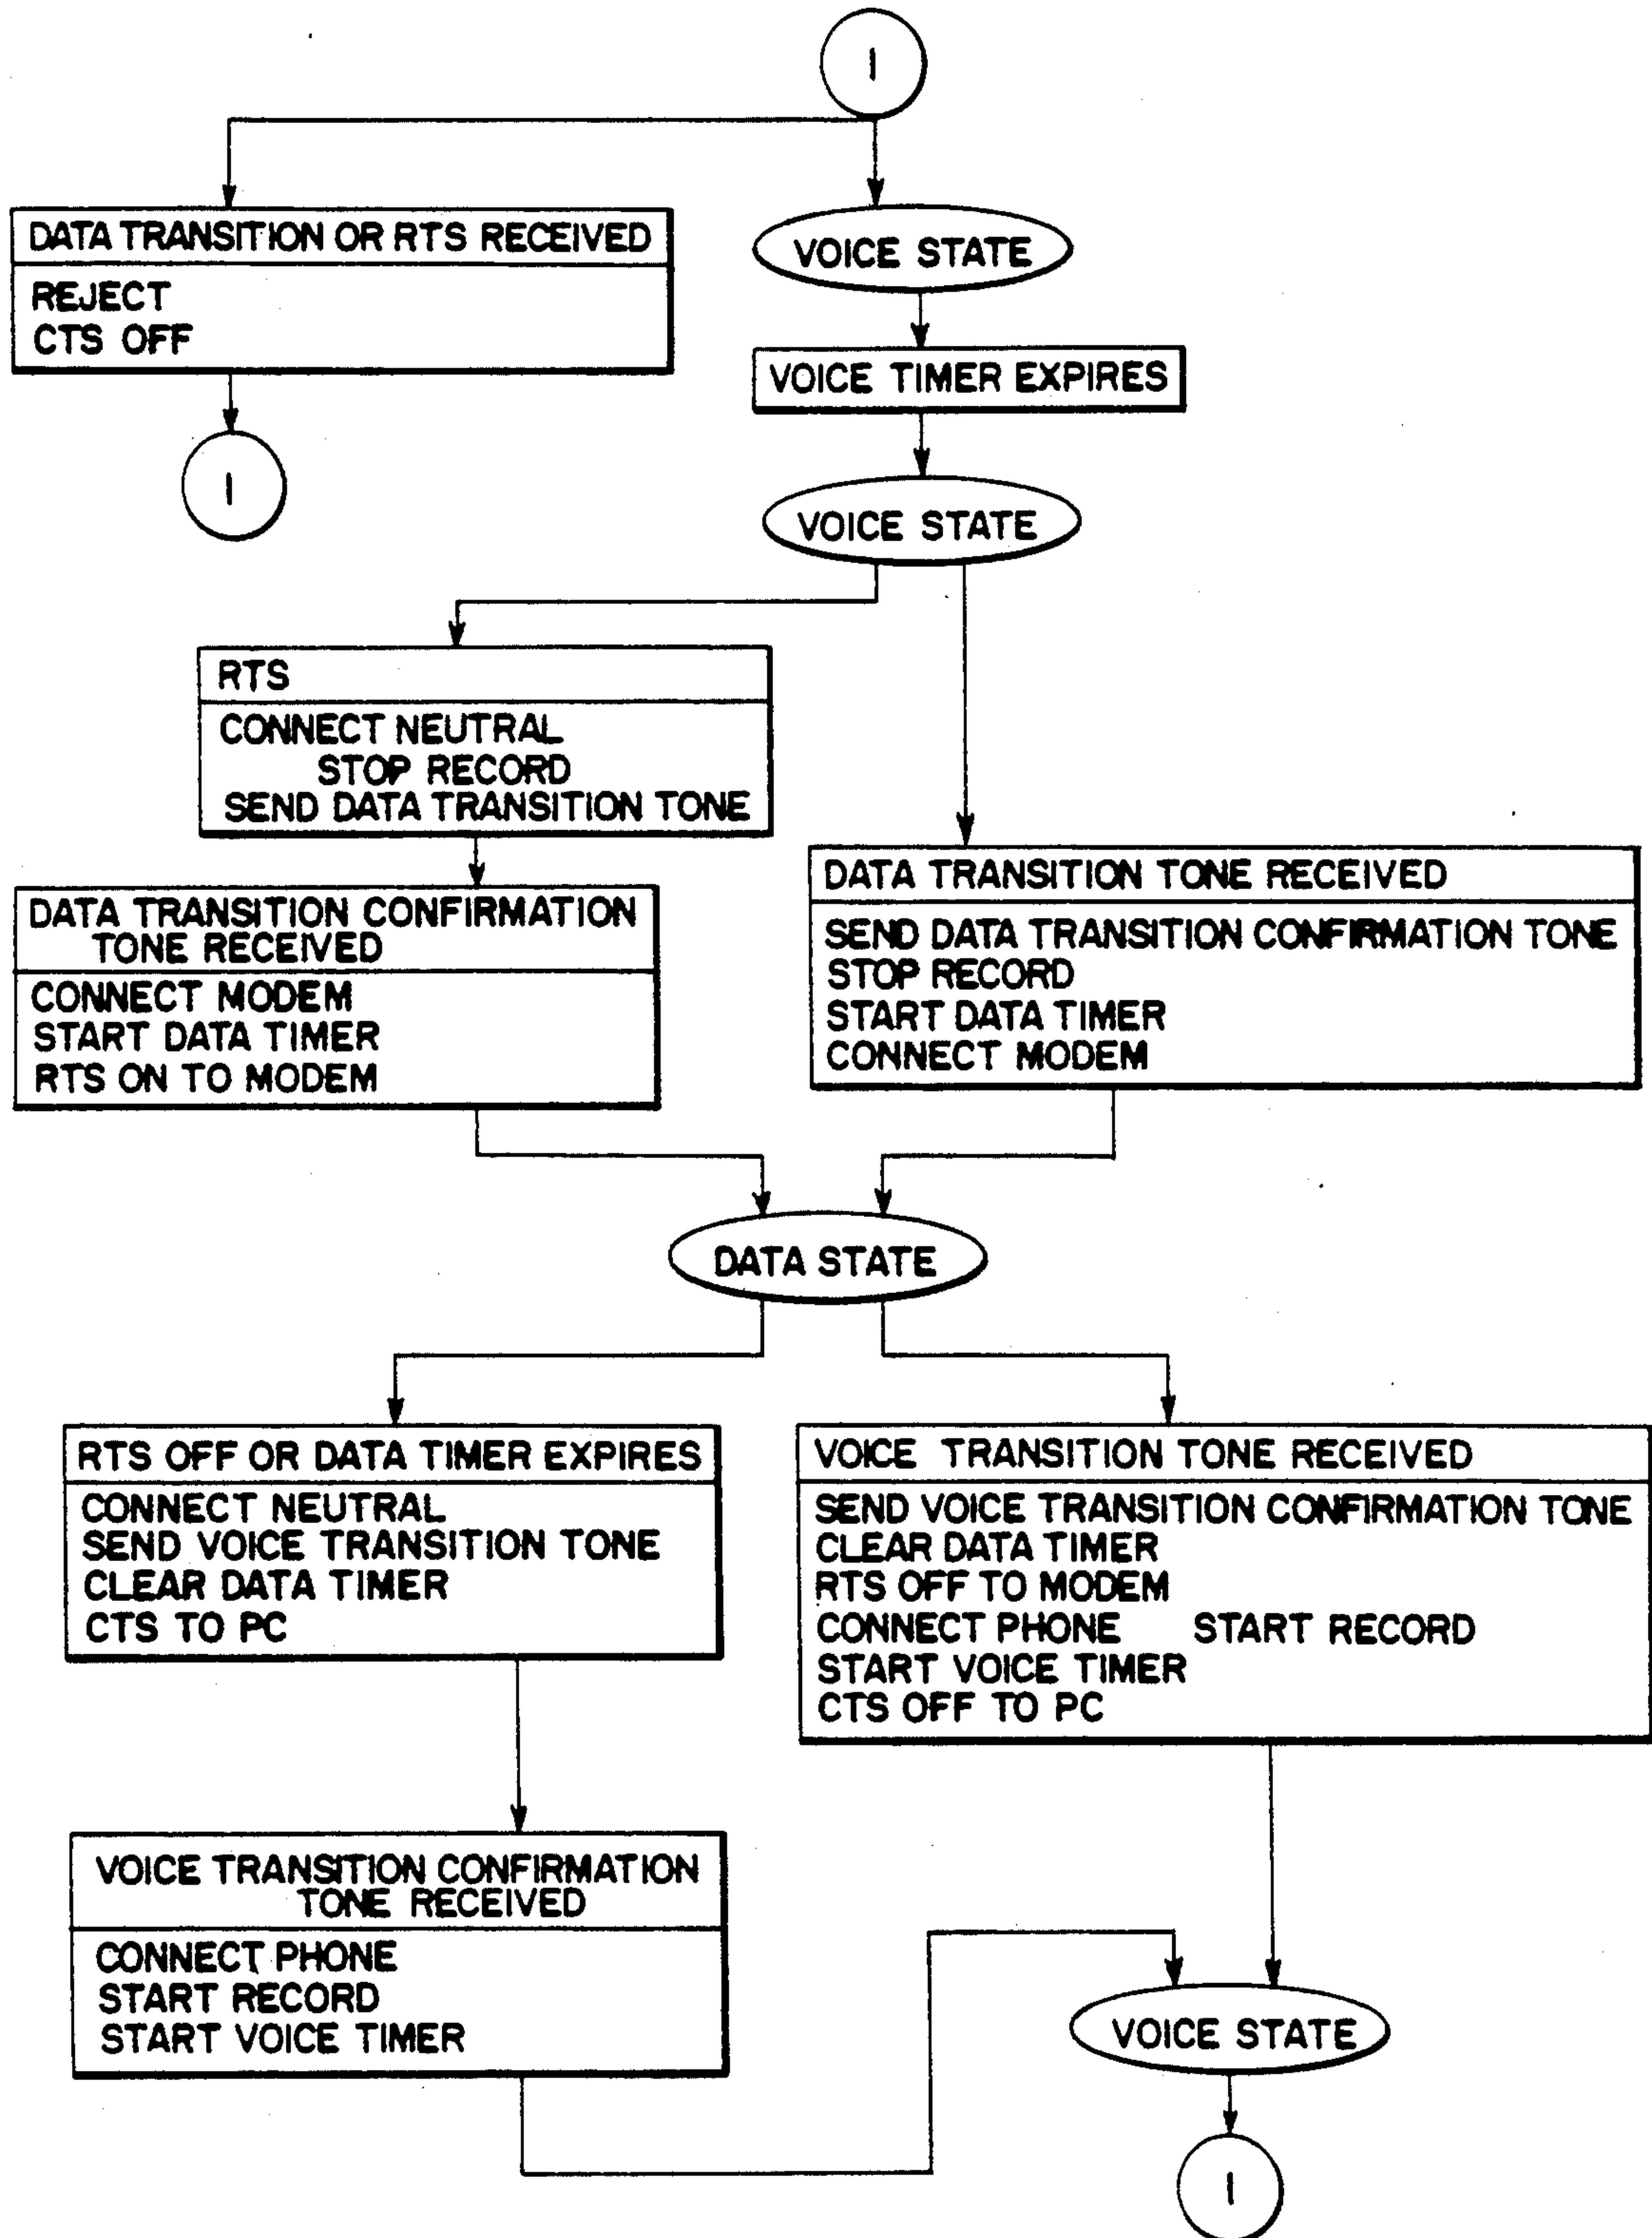 1
DATA TRANSITION OR RTS RECEIVED
REJECT
CTS OFF
VOICE STATE
VOICE TIMER EXPIRES
1
VOICE STATE
RTS
CONNECT NEUTRAL
STOP RECORD
SEND DATA TRANSITION TONE
DATA TRANSITION CONFIRMATION
TONE RECEIVED
CONNECT MODEM
START DATA TIMER
RTS ON TO MODEM
DATA TRANSITION TONE RECEIVED
SEND DATA TRANSITION CONFIRMATION TONE
STOP RECORD
START DATA TIMER
CONNECT MODEM
DATA STATE
RTS OFF OR DATA TIMER EXPIRES
CONNECT NEUTRAL
SEND VOICE TRANSITION TONE
CLEAR DATA TIMER
CTS TO PC
VOICE TRANSITION TONE RECEIVED
SEND VOICE TRANSITION CONFIRMATION TONE
CLEAR DATA TIMER
RTS OFF TO MODEM
CONNECT PHONE START RECORD
START VOICE TIMER
CTS OFF TO PC
VOICE TRANSITION CONFIRMATION
TONE RECEIVED
CONNECT PHONE
START RECORD
START VOICE TIMER
VOICE STATE
1